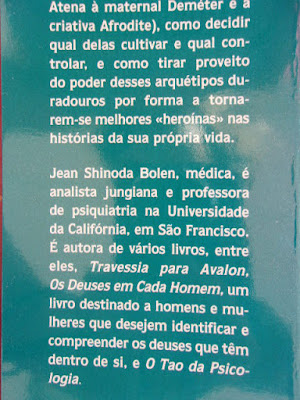 Atena à maternal Deméter e a
criativa Afrodite), como decidir
qual delas cultivar e qual con-
trolar, e como tirar proveito
do poder desses arquétipos du-
radouros por forma a torna-
rem-se melhores «heroínas» nas
histórias da sua própria vida.
Jean Shinoda Bolen, médica, é
analista jungiana e professora
de psiquiatria na Universidade
da Califórnia, em São Francisco.
É autora de vários livros, entre
eles, Travessia para Avalon,
Os Deuses em Cada Homem, um
livro destinado a homens e mu-
lheres que desejem identificar e
compreender os deuses que têm
dentro de si, e O Tao da Psico-
logia.